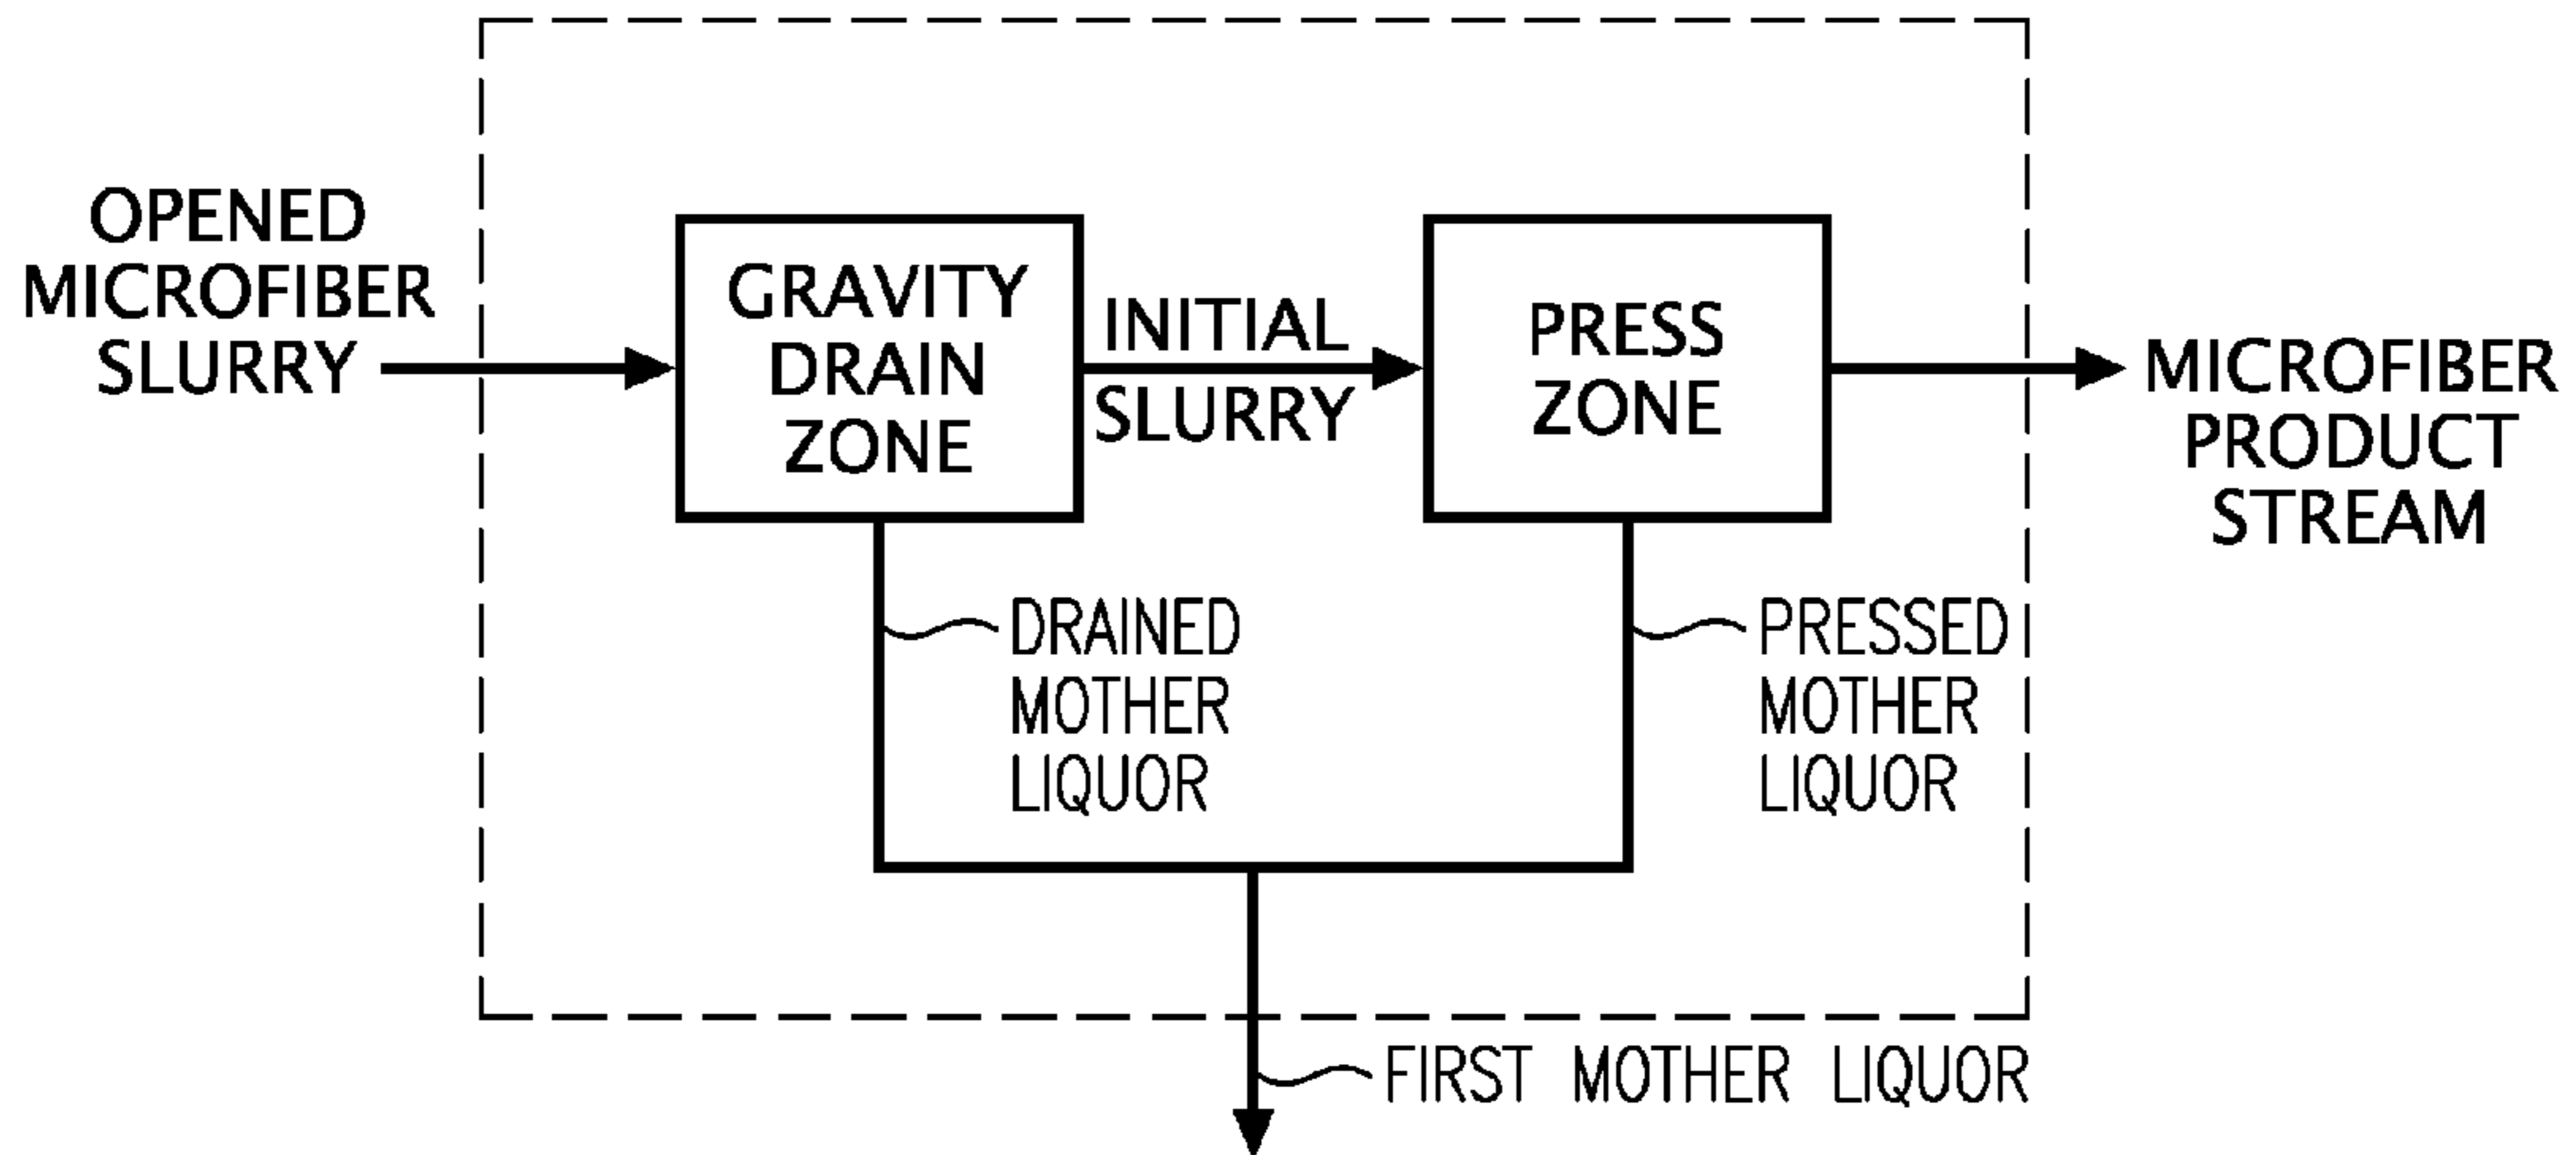 OPENED
MICROFIBER
SLURRY
GRAVITY
DRAIN
ZONE
INITIAL
SLURRY
PRESS
ZONE
MICROFIBER
PRODUCT
STREAM
DRAINED
MOTHER
LIQUOR
PRESSED
MOTHER
LIQUOR
FIRST MOTHER LIQUOR